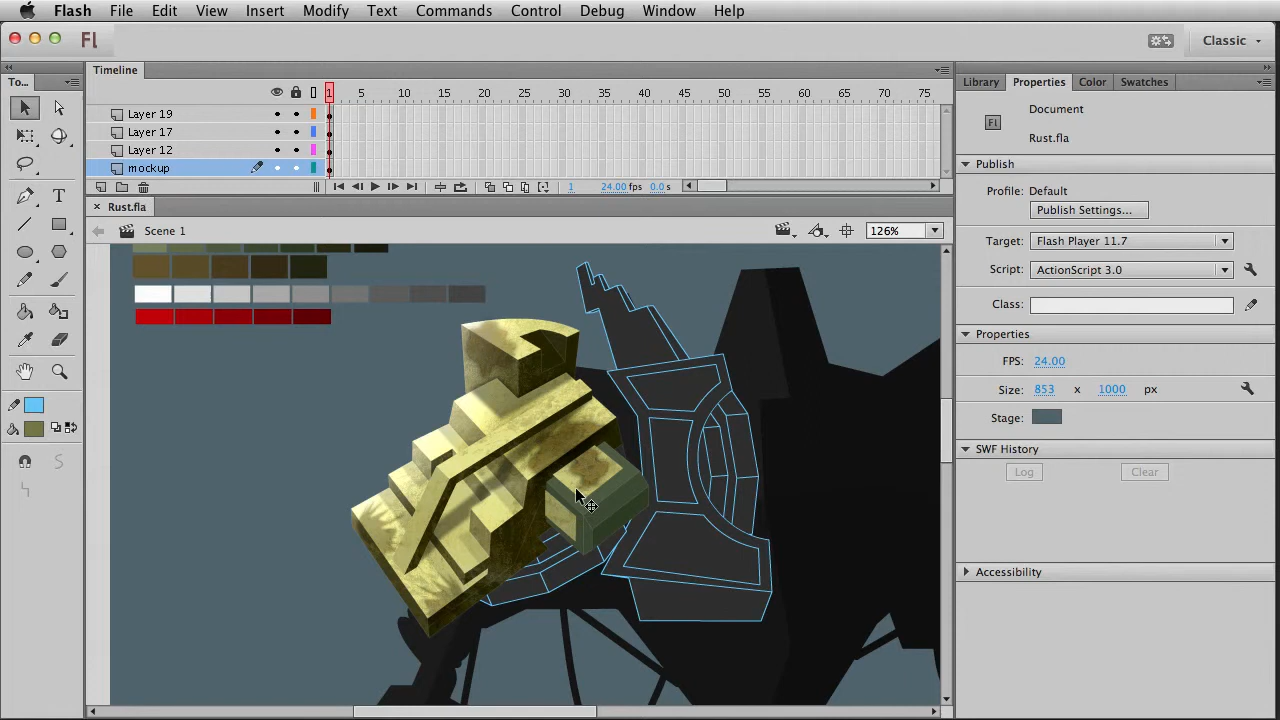 Flash File Edit View Insert Modify Text Commands Control Debug Window Help
Fl Classic
To... Timeline Library Properties Color Swatches
1 5 10 15 20 25 30 35 40 45 50 55 60 65 70 75
Layer 19
Layer 17
Layer 12
mockup
1 24.00 fps 0.0 s
Rust.fla
Scene 1 126%
Fl Document
Rust.fla
Publish
Profile: Default
Publish Settings...
Target: Flash Player 11.7
Script: ActionScript 3.0
Class:
Properties
FPS: 24.00
Size: 853 x 1000 px
Stage:
SWF History
Log Clear
Accessibility